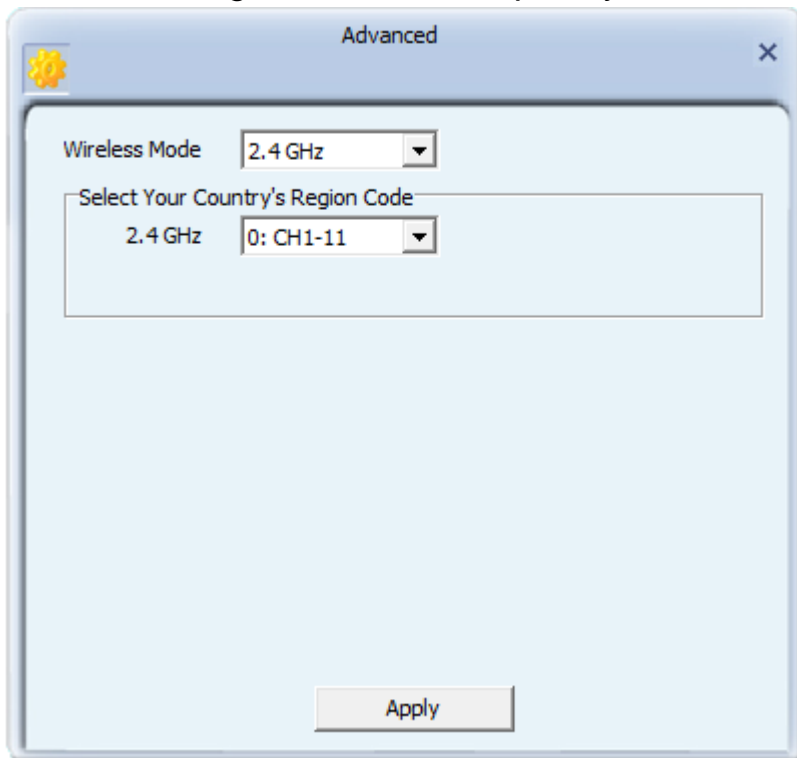 Advanced
Wireless Mode 2.4 GHz
Select Your Country's Region Code
2.4 GHz 0: CH1-11
Apply